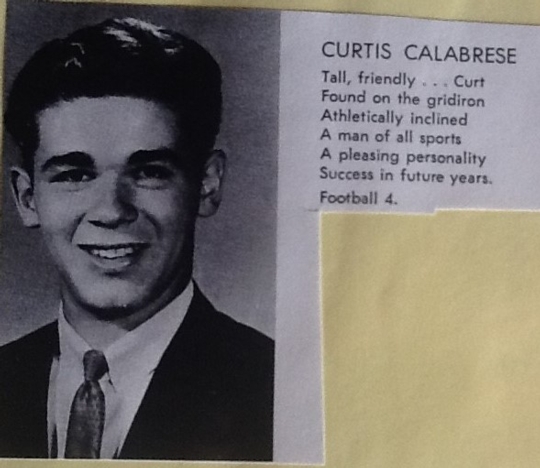 CURTIS CALABRESE
Tall, friendly . . . Curt
Found on the gridiron
Athletically inclined
A man of all sports
A pleasing personality
Success in future years.
Football 4.